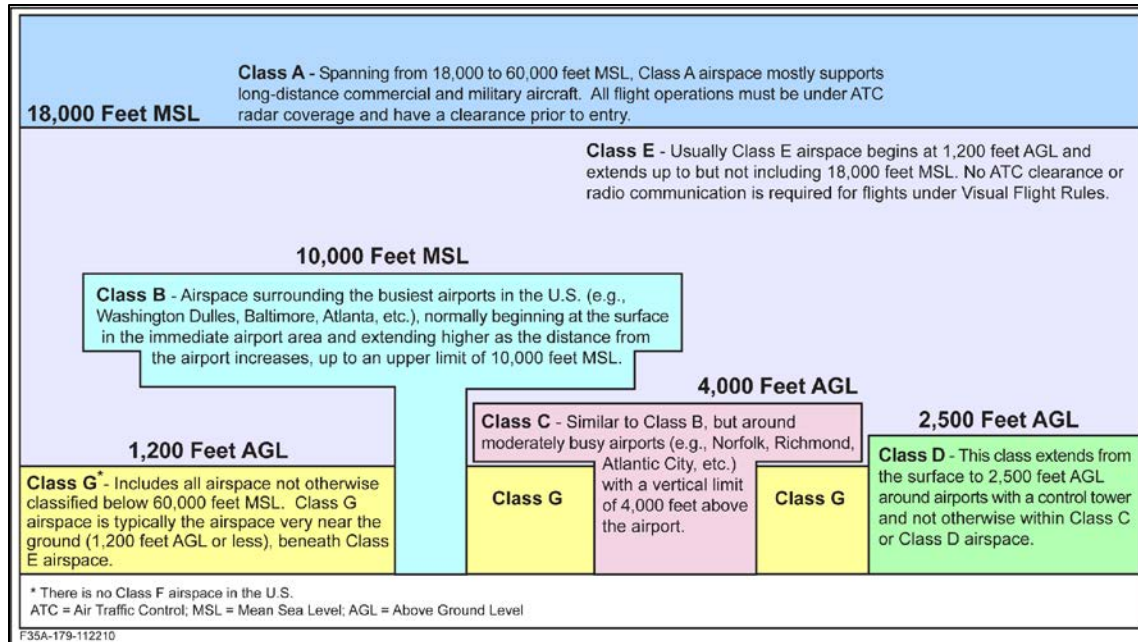 Class A - Spanning from 18,000 to 60,000 feet MSL, Class A airspace mostly supports
long-distance commercial and military aircraft. All flight operations must be under ATC
radar coverage and have a clearance prior to entry.
18,000 Feet MSL
Class E - Usually Class E airspace begins at 1,200 feet AGL and
extends up to but not including 18,000 feet MSL. No ATC clearance or
radio communication is required for flights under Visual Flight Rules.
10,000 Feet MSL
Class B - Airspace surrounding the busiest airports in the U.S. (e.g.,
Washington Dulles, Baltimore, Atlanta, etc.), normally beginning at the surface
in the immediate airport area and extending higher as the distance from
the airport increases, up to an upper limit of 10,000 feet MSL.
4,000 Feet AGL
Class C - Similar to Class B, but around
moderately busy airports (e.g., Norfolk, Richmond,
Atlantic City, etc.)
with a vertical limit
of 4,000 feet above
the airport.
2,500 Feet AGL
Class D - This class extends from
the surface to 2,500 feet AGL
around airports with a control tower
and not otherwise within Class C
or Class D airspace.
1,200 Feet AGL
Class G* - Includes all airspace not otherwise
classified below 60,000 feet MSL. Class G
airspace is typically the airspace very near the
ground (1,200 feet AGL or less), beneath Class
E airspace.
Class G
Class G
* There is no Class F airspace in the U.S.
ATC = Air Traffic Control; MSL = Mean Sea Level; AGL = Above Ground Level
F35A-179-112210